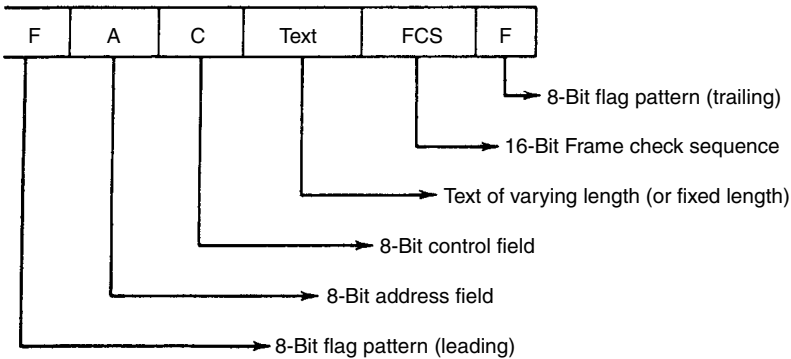 F A C Text FCS F
8-Bit flag pattern (trailing)
16-Bit Frame check sequence
Text of varying length (or fixed length)
8-Bit control field
8-Bit address field
8-Bit flag pattern (leading)